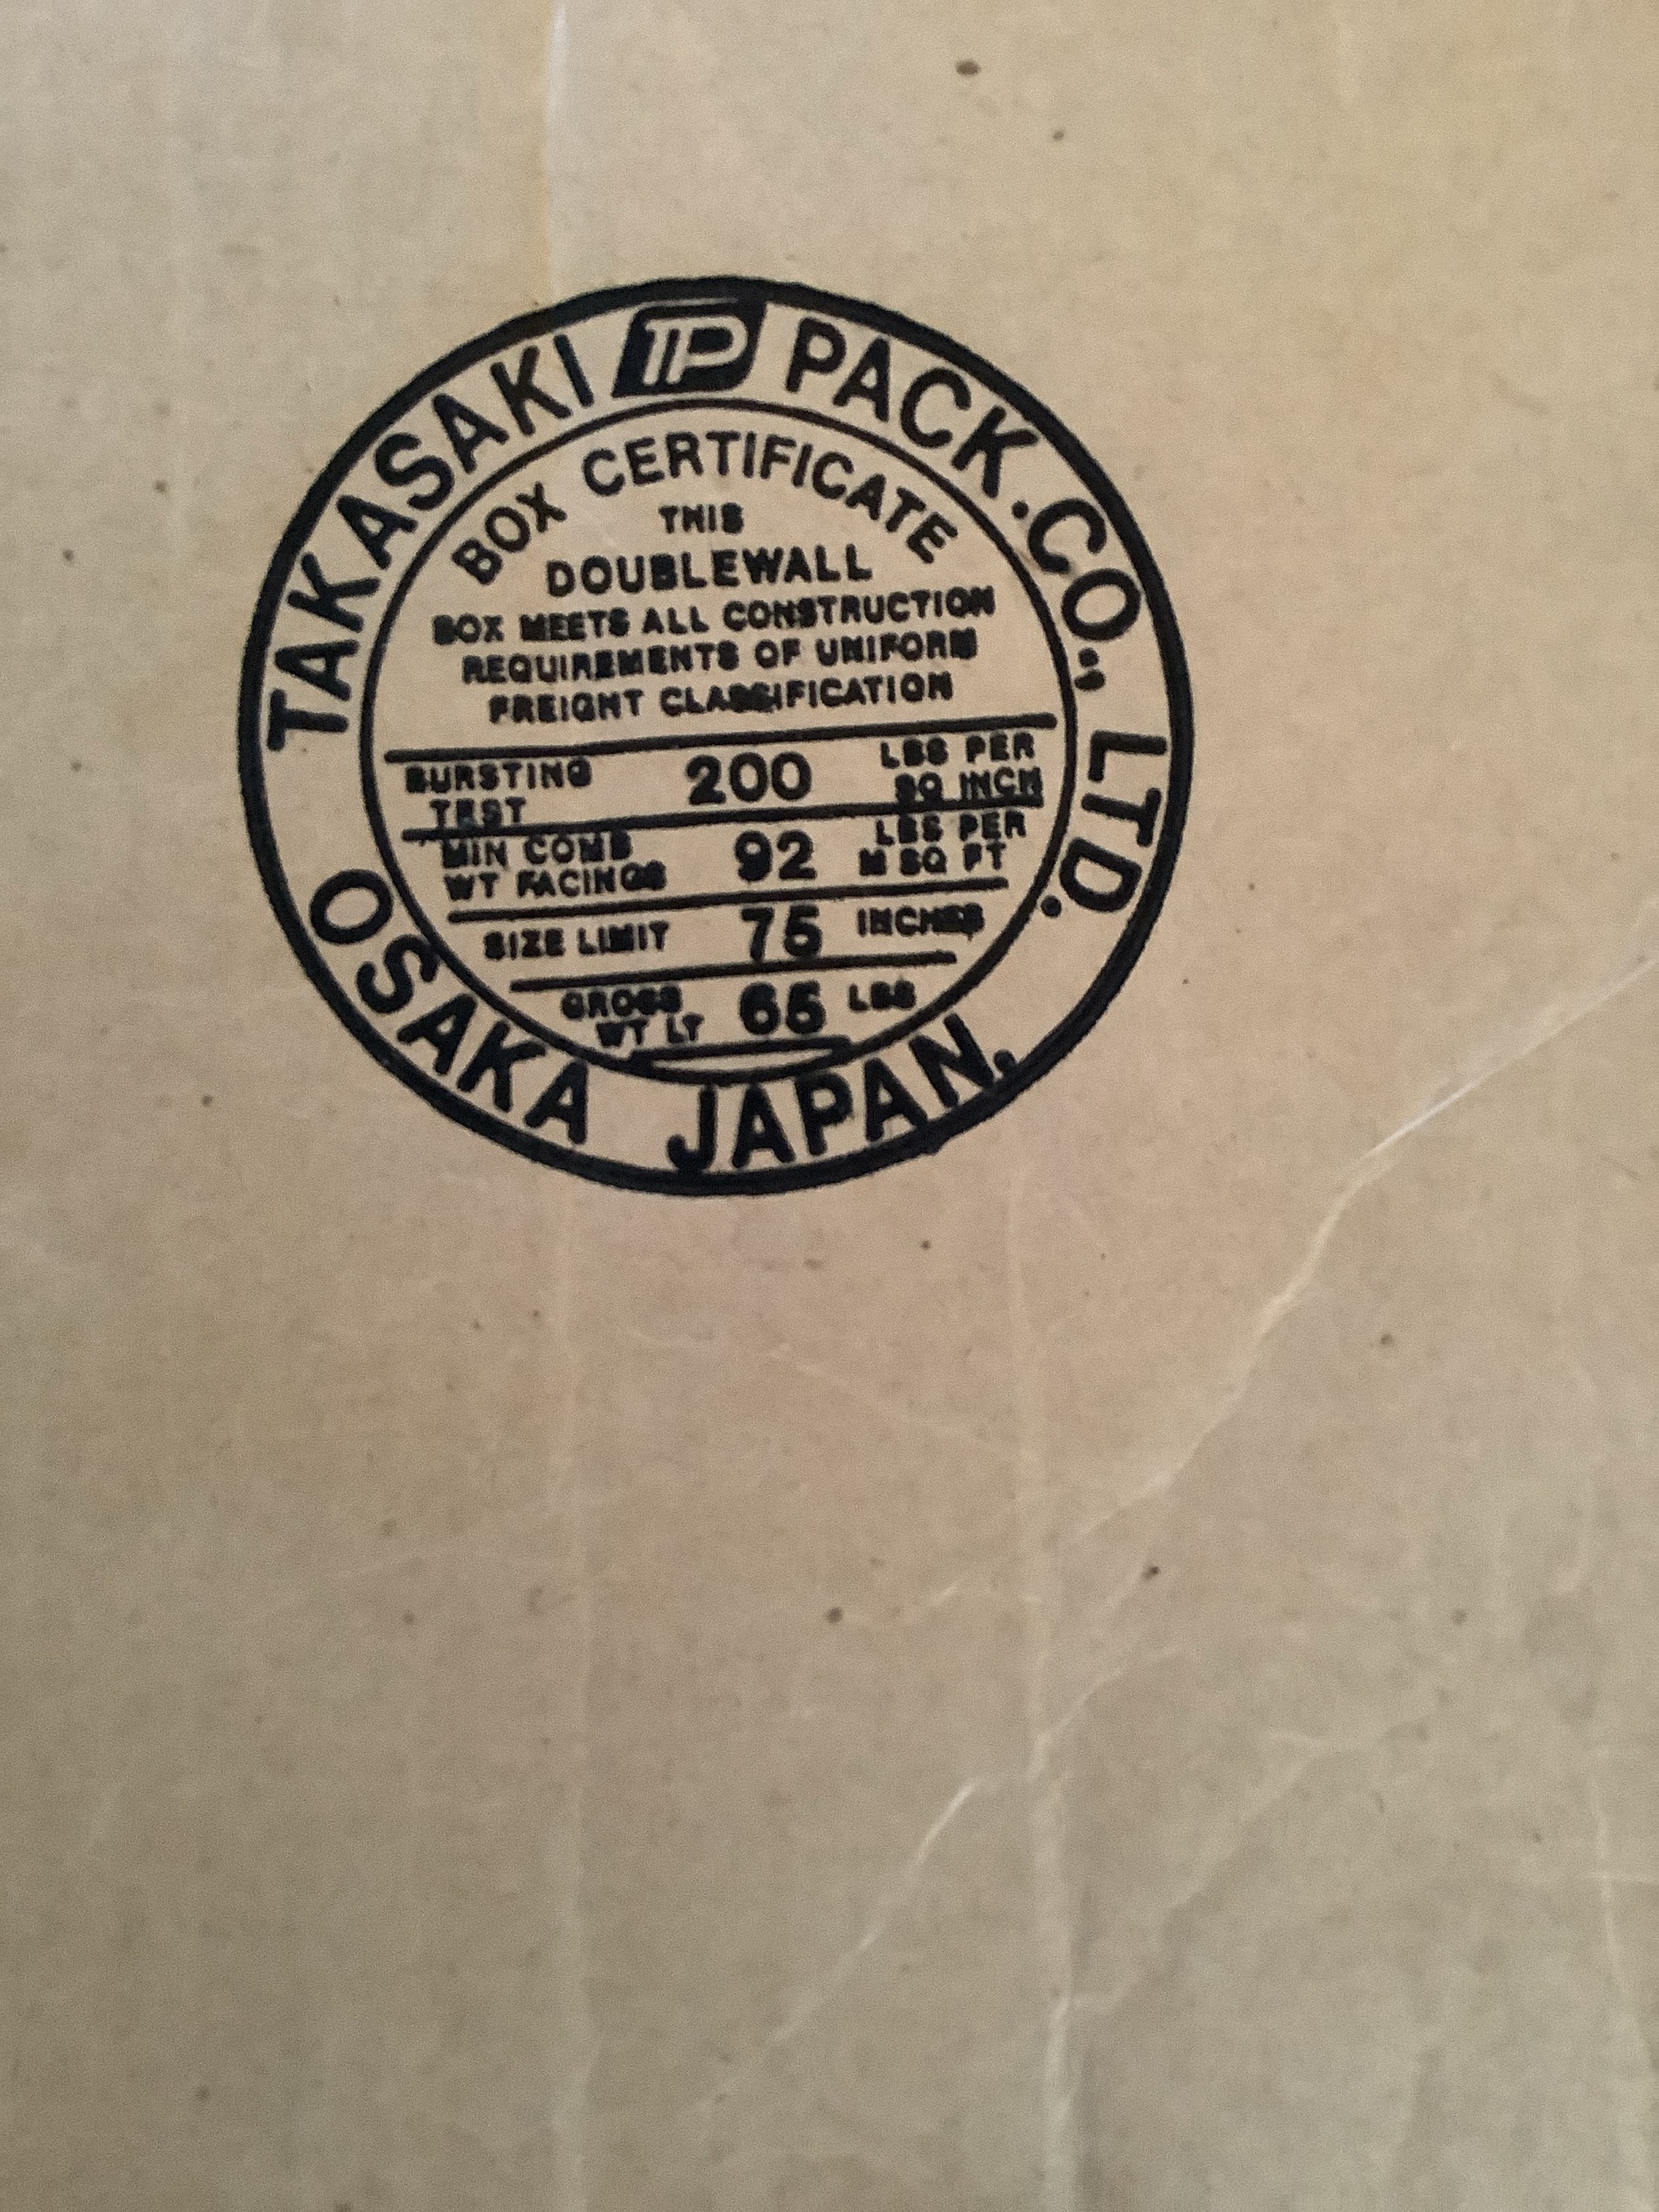 TAKASAKI TP PACK.CO., LTD.
OSAKA JAPAN.
BOX CERTIFICATE
THIS
DOUBLEWALL
BOX MEETS ALL CONSTRUCTION
REQUIREMENTS OF UNIFORM
FREIGHT CLASSIFICATION
BURSTING TEST 200 LBS PER SQ INCH
MIN COMB WT FACINGS 92 LBS PER M SQ FT
SIZE LIMIT 75 INCHES
GROSS WT LT 65 LBS